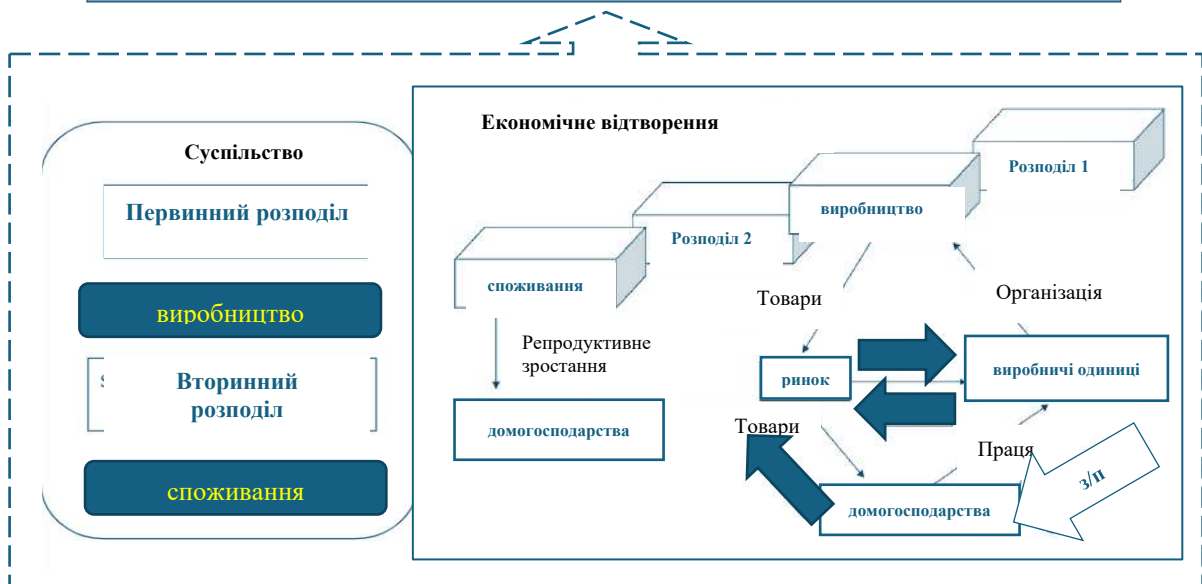 Суспільство
Первинний розподіл
виробництво
Вторинний
розподіл
споживання
Економічне відтворення
Розподіл 1
виробництво
Розподіл 2
споживання
Товари
Організація
Репродуктивне
зростання
ринок
виробничі одиниці
домогосподарства
Товари
Праця
з/п
домогосподарства